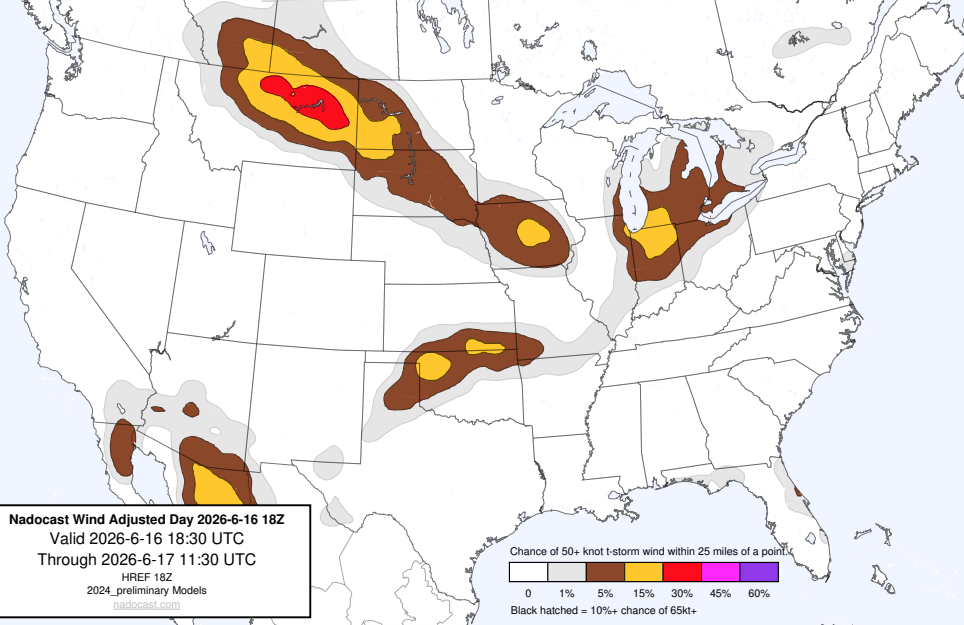 Nadocast Wind Adjusted Day 2026-6-16 18Z
Valid 2026-6-16 18:30 UTC
Through 2026-6-17 11:30 UTC
HREF 18Z
2024_preliminary Models
nadocast.com
Chance of 50+ knot t-storm wind within 25 miles of a point.
0 1% 5% 15% 30% 45% 60%
Black hatched = 10%+ chance of 65kt+